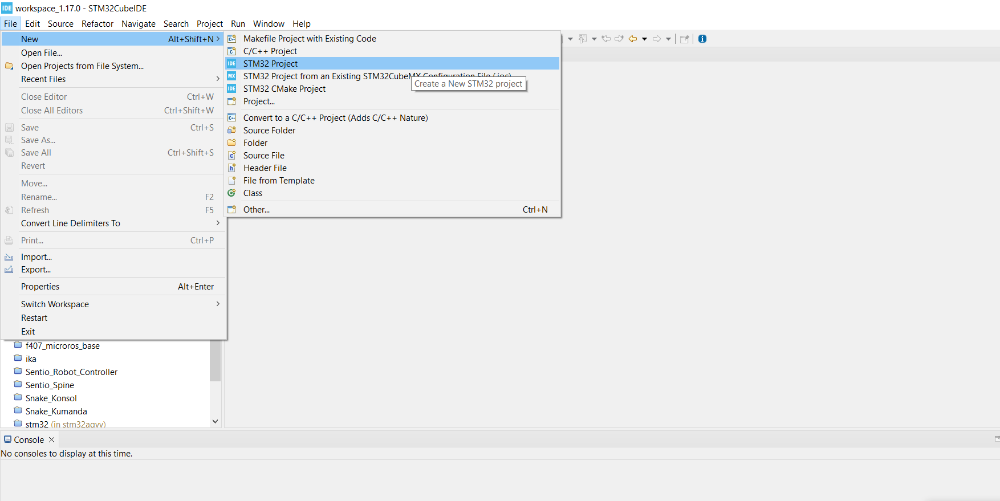 IDE workspace_1.17.0 - STM32CubeIDE
File Edit Source Refactor Navigate Search Project Run Window Help
New Alt+Shift+N
Open File...
Open Projects from File System...
Recent Files
Close Editor Ctrl+W
Close All Editors Ctrl+Shift+W
Save Ctrl+S
Save As...
Save All Ctrl+Shift+S
Revert
Move...
Rename... F2
Refresh F5
Convert Line Delimiters To
Print... Ctrl+P
Import...
Export...
Properties Alt+Enter
Switch Workspace
Restart
Exit
Makefile Project with Existing Code
C/C++ Project
IDE STM32 Project
MX STM32 Project from an Existing STM32CubeMX Configuration File (.ioc)
Create a New STM32 project
IDE STM32 CMake Project
Project...
Convert to a C/C++ Project (Adds C/C++ Nature)
Source Folder
Folder
Source File
Header File
File from Template
Class
Other... Ctrl+N
f407_microros_base
ika
Sentio_Robot_Controller
Sentio_Spine
Snake_Konsol
Snake_Kumanda
stm32 (in stm32agvv)
Console
No consoles to display at this time.